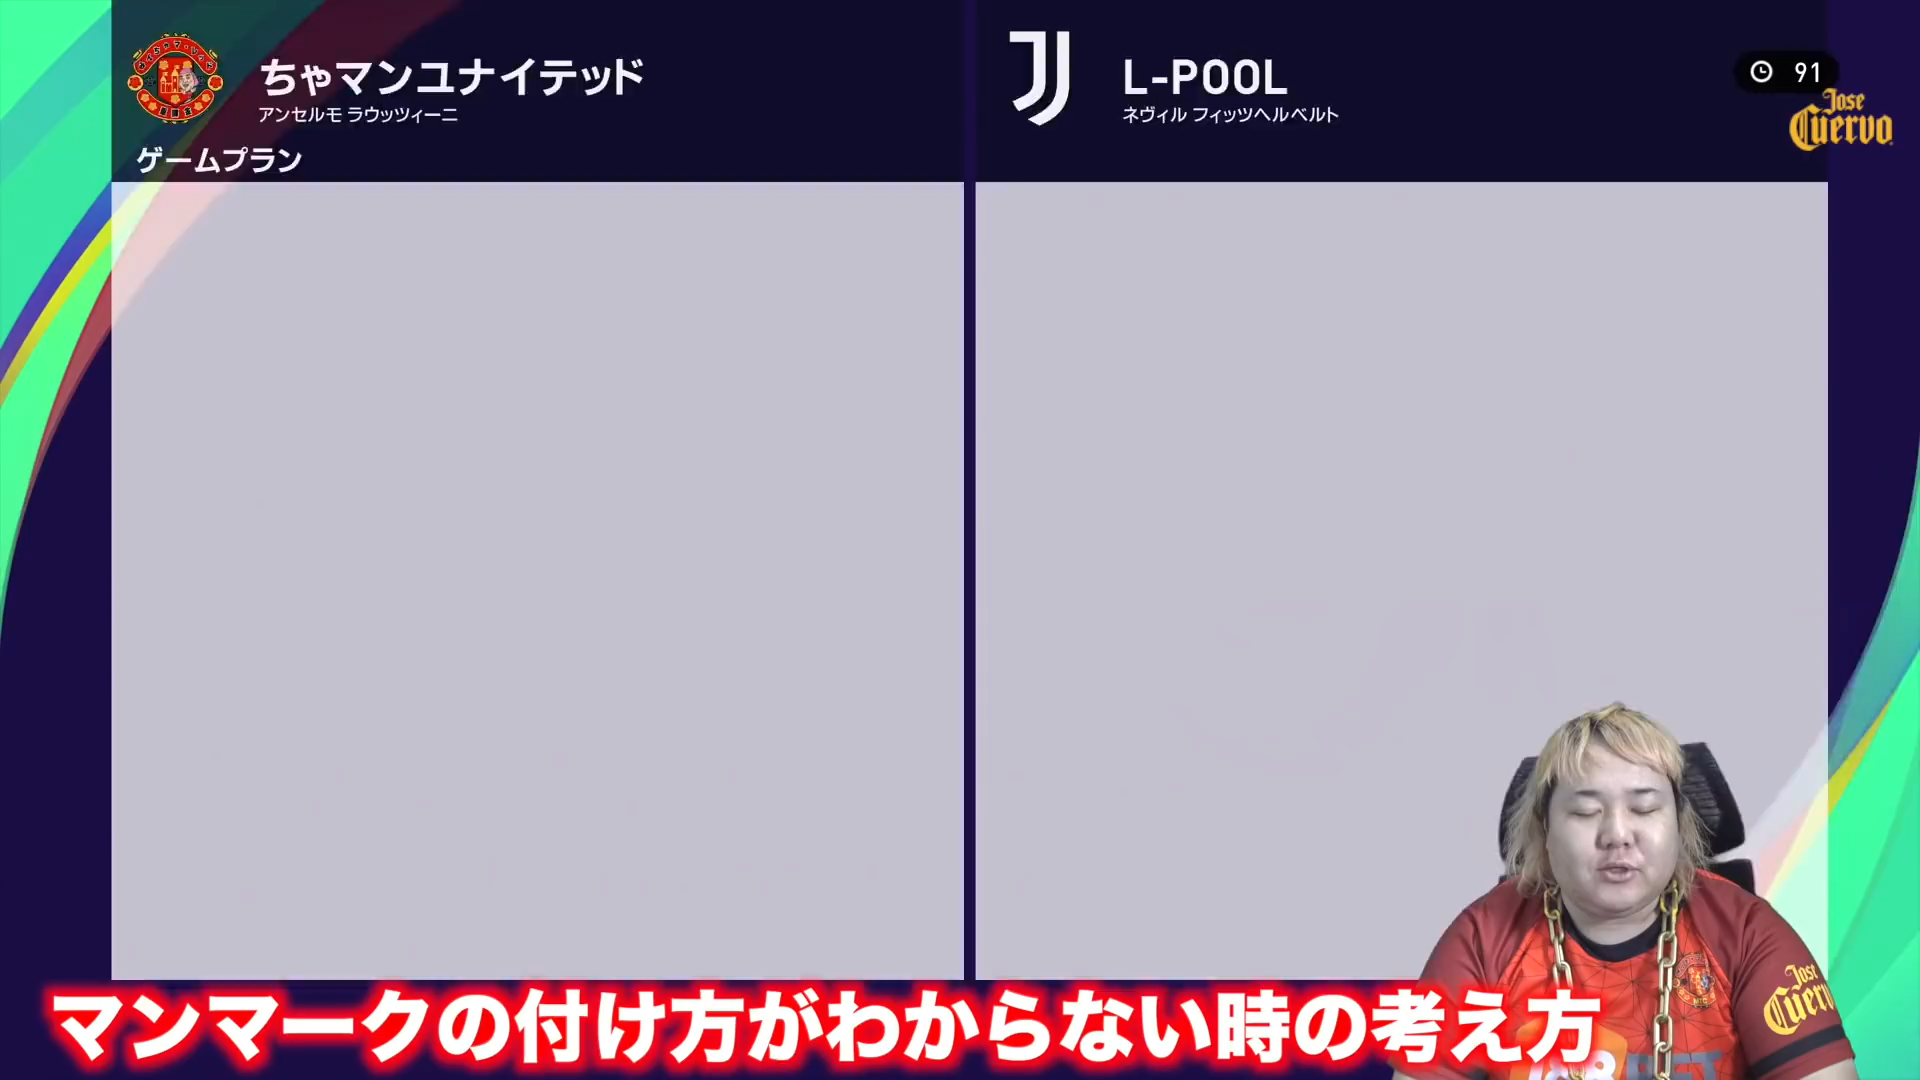 ちゃマンユナイテッド
アンセルモ ラウッツィーニ
ゲームプラン
L-POOL
ネヴィル フィッツヘルベルト
91
Jose
Cuervo
マンマークの付け方がわからない時の考え方
Jose